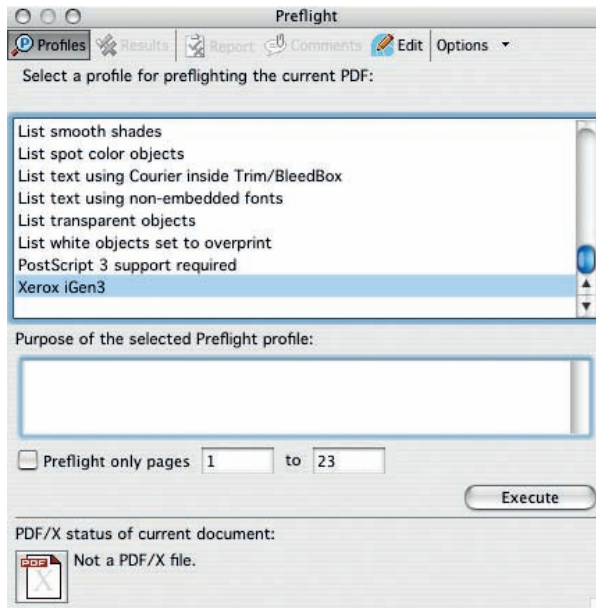 Preflight
Profiles Results Report Comments Edit Options
Select a profile for preflighting the current PDF:
List smooth shades
List spot color objects
List text using Courier inside Trim/BleedBox
List text using non-embedded fonts
List transparent objects
List white objects set to overprint
PostScript 3 support required
Xerox iGen3
Purpose of the selected Preflight profile:
Preflight only pages 1 to 23
Execute
PDF/X status of current document:
PDF X Not a PDF/X file.